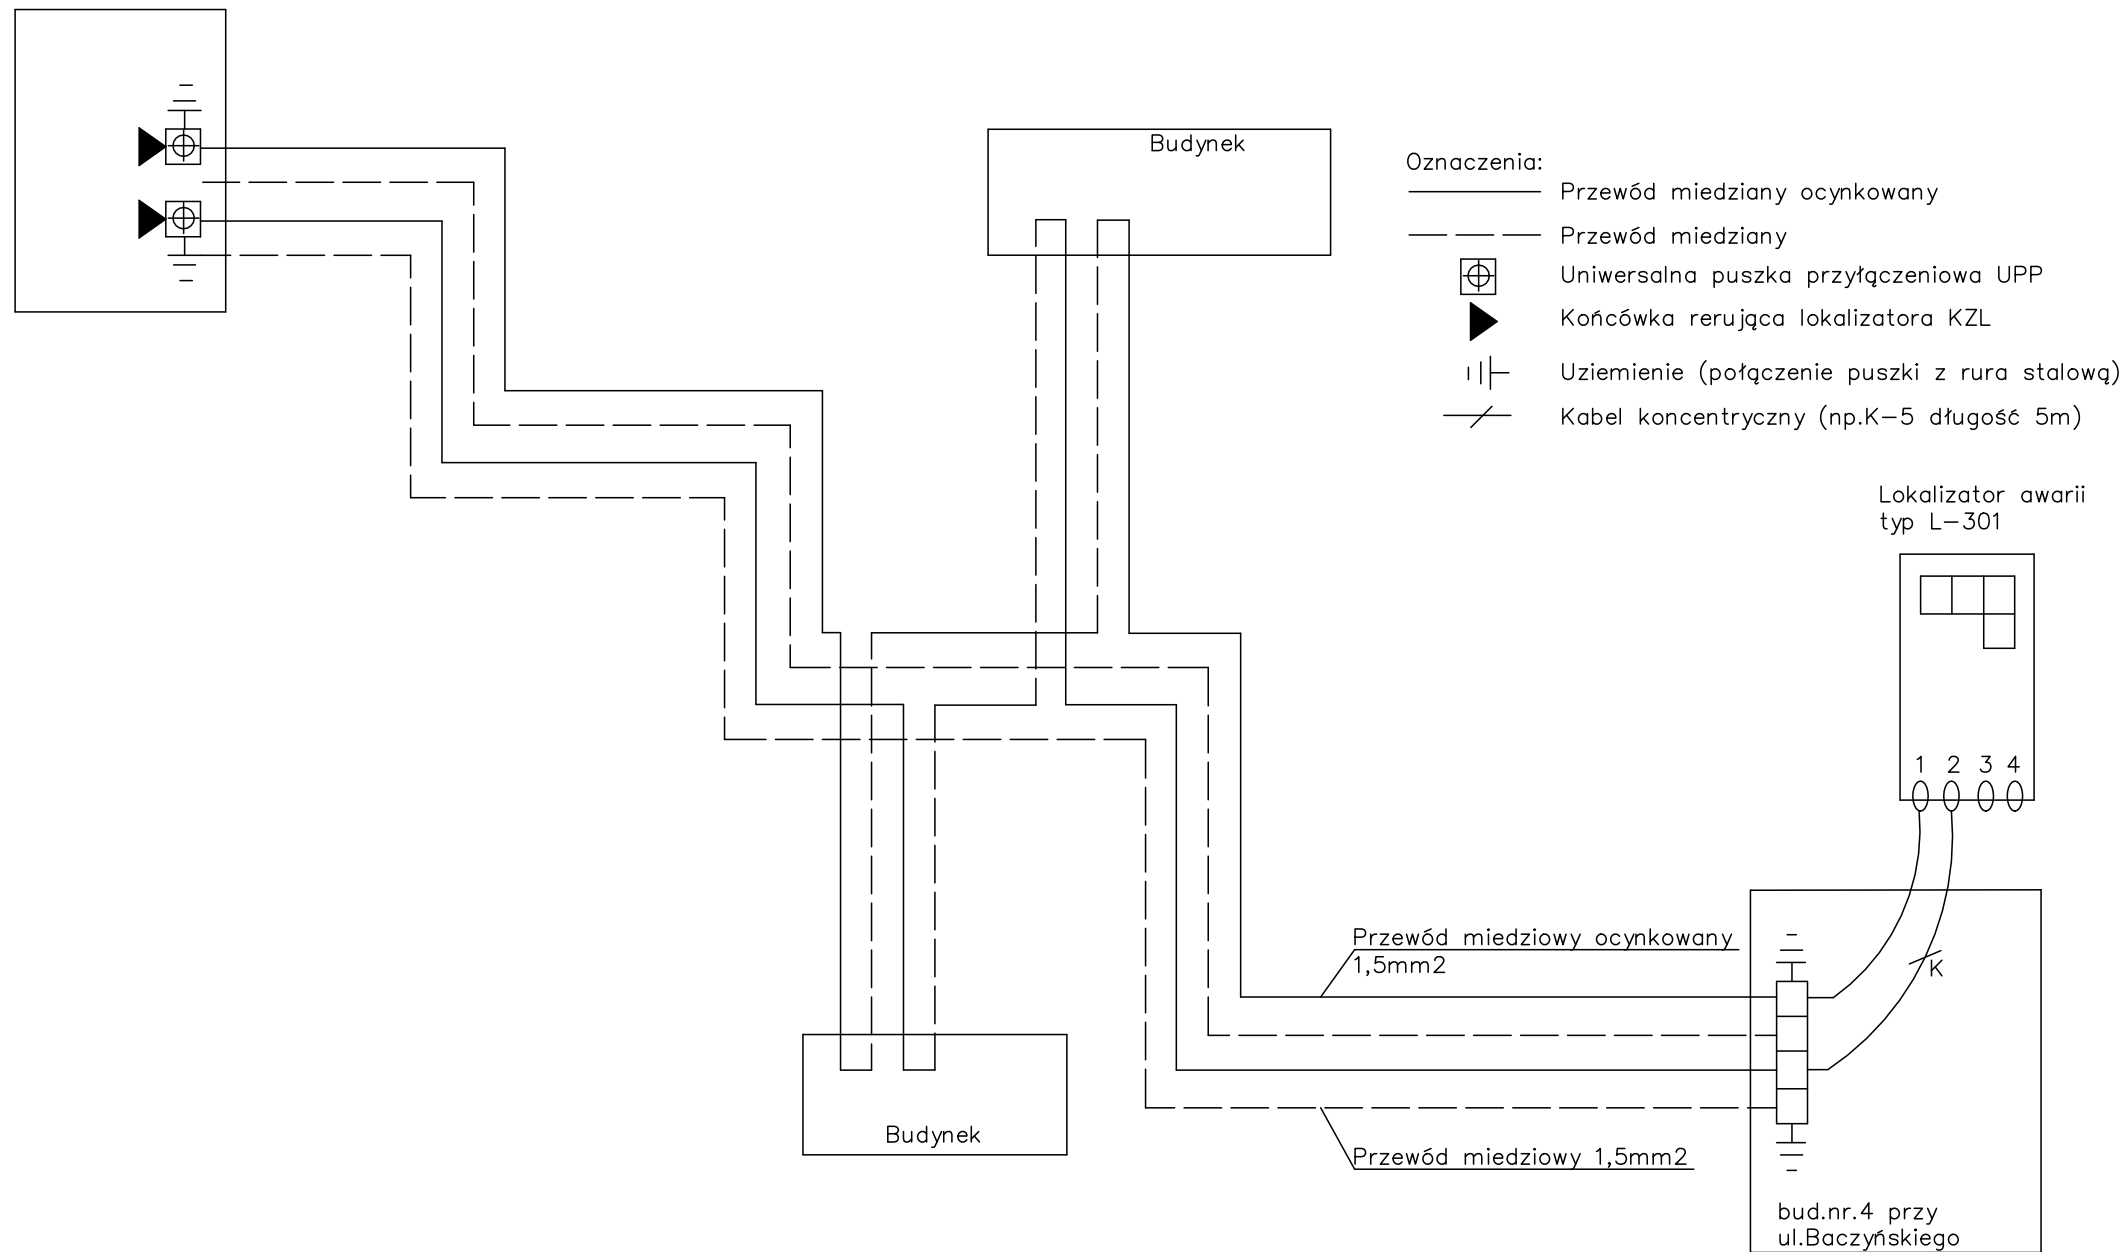 Budynek
Oznaczenia:
Przewód miedziany ocynkowany
Przewód miedziany
Uniwersalna puszka przyłączeniowa UPP
Końcówka rerująca lokalizatora KZL
Uziemienie (połączenie puszki z rura stalową)
Kabel koncentryczny (np.K-5 długość 5m)
Lokalizator awarii
typ L-301
1 2 3 4
Przewód miedziowy ocynkowany
1,5mm2
K
Budynek
Przewód miedziowy 1,5mm2
bud.nr.4 przy
ul.Baczyńskiego